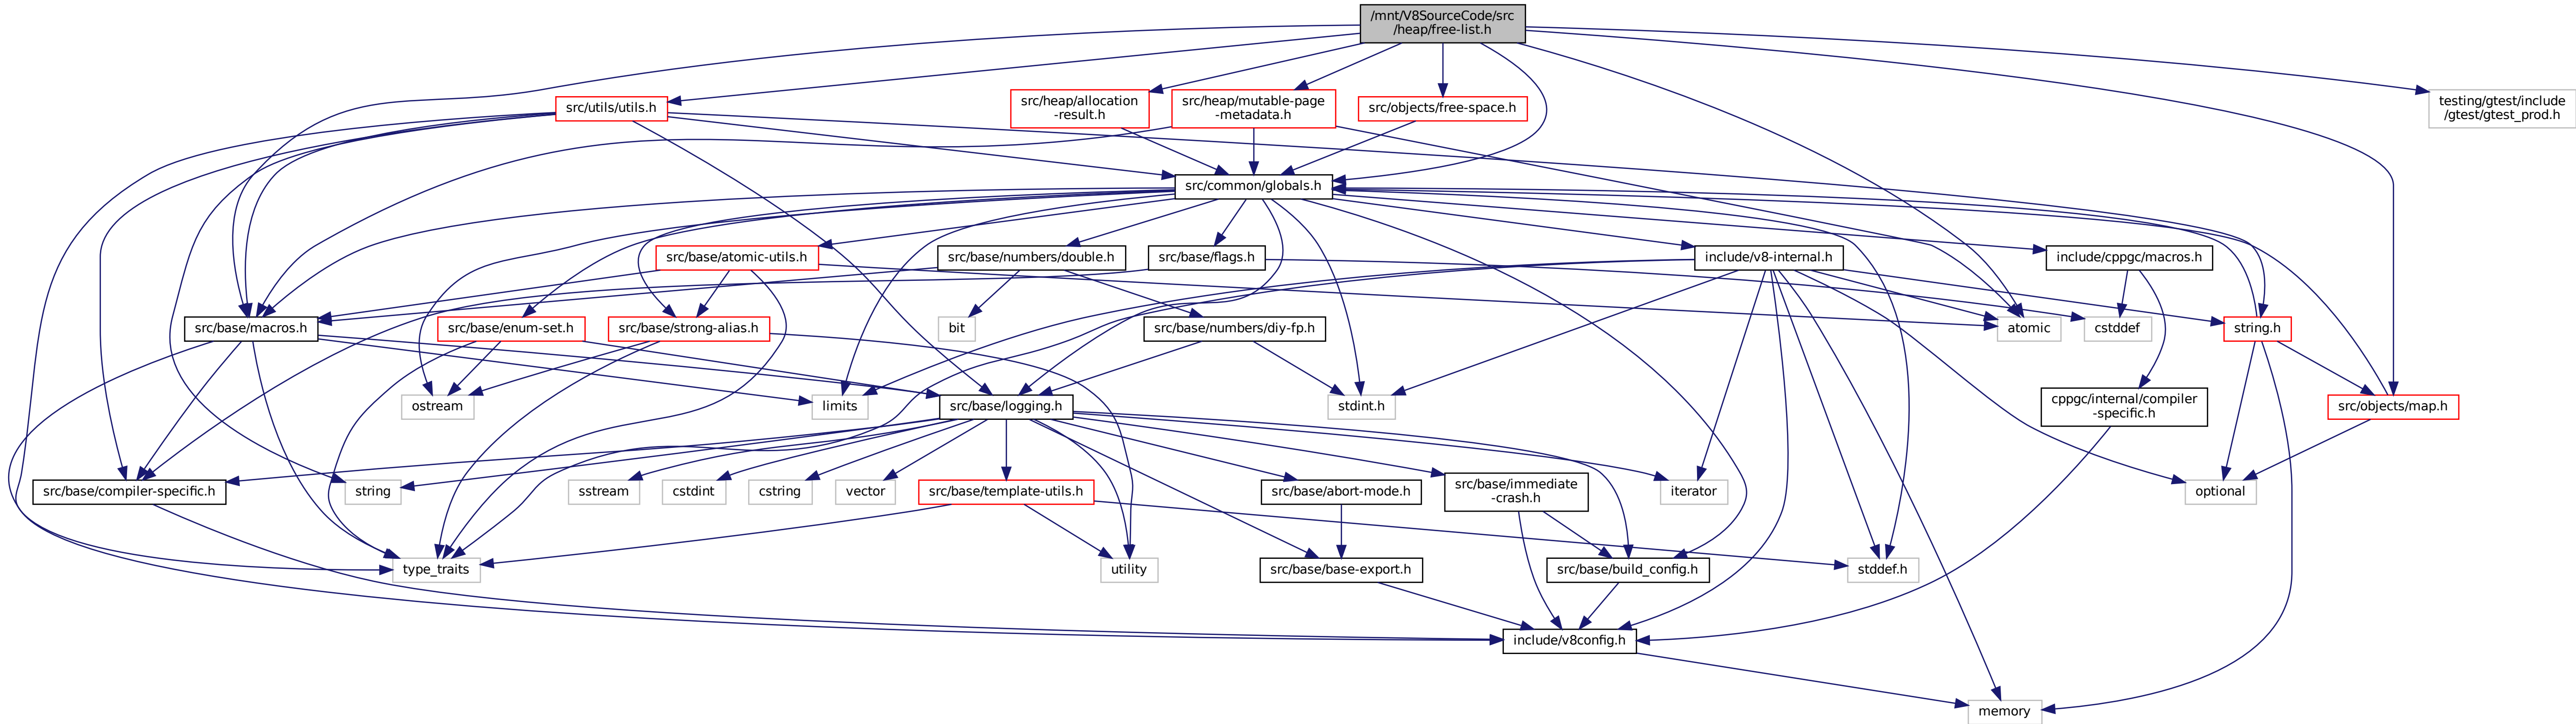 /mnt/V8SourceCode/src
/heap/free-list.h
src/utils/utils.h
src/heap/allocation
-result.h
src/heap/mutable-page
-metadata.h
src/objects/free-space.h
testing/gtest/include
/gtest/gtest_prod.h
src/common/globals.h
src/base/atomic-utils.h
src/base/numbers/double.h
src/base/flags.h
include/v8-internal.h
include/cppgc/macros.h
src/base/macros.h
src/base/enum-set.h
src/base/strong-alias.h
bit
src/base/numbers/diy-fp.h
atomic
cstddef
string.h
ostream
limits
src/base/logging.h
stdint.h
cppgc/internal/compiler
-specific.h
src/objects/map.h
src/base/compiler-specific.h
string
sstream
cstdint
cstring
vector
src/base/template-utils.h
src/base/abort-mode.h
src/base/immediate
-crash.h
iterator
optional
type_traits
utility
src/base/base-export.h
src/base/build_config.h
stddef.h
include/v8config.h
memory